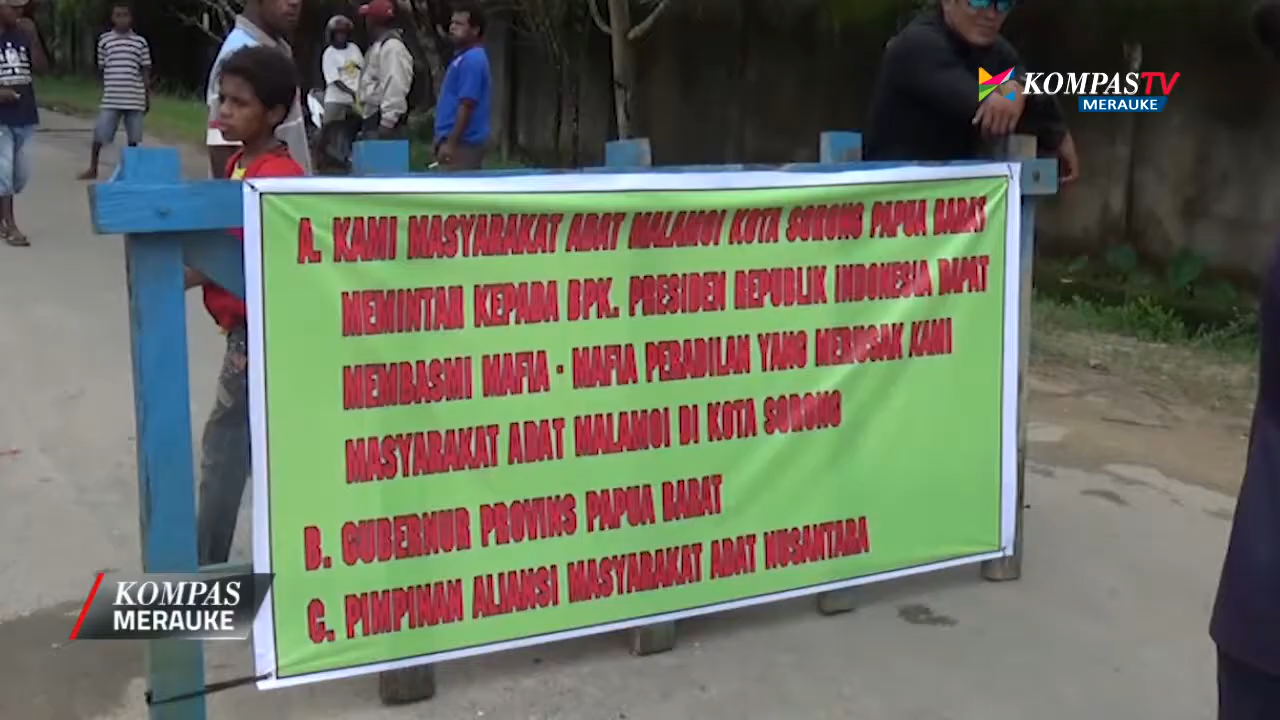 KOMPASTV
MERAUKE
A. KAMI MASYARAKAT ADAT MALAMOI KOTA SORONG PAPUA BARAT
MEMINTAH KEPADA BPK. PRESIDEN REPUBLIK INDONESIA DAPAT
MEMBASMI MAFIA - MAFIA PERADILAN YANG MERUSAK KAMI
MASYARAKAT ADAT MALAMOI DI KOTA SORONG
B. GUBERNUR PROVINS PAPUA BARAT
C. PIMPINAN ALIANSI MASYARAKAT ADAT NUSANTARA
KOMPAS
MERAUKE